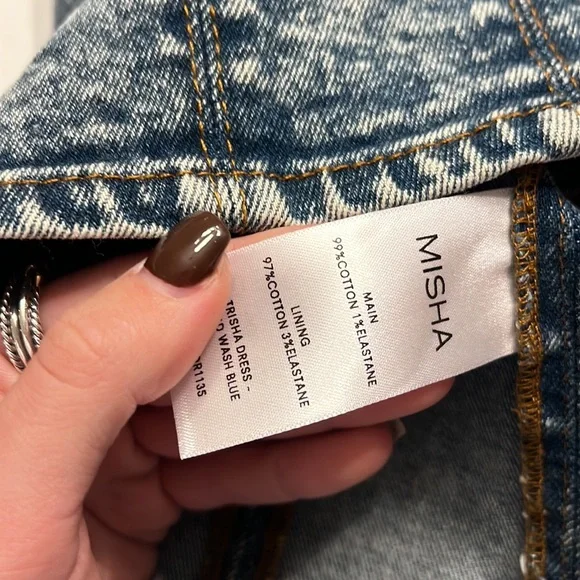 MISHA
MAIN
99%COTTON 1%ELASTANE
LINING
97%COTTON 3%ELASTANE
TRISHA DRESS -
WASH BLUE